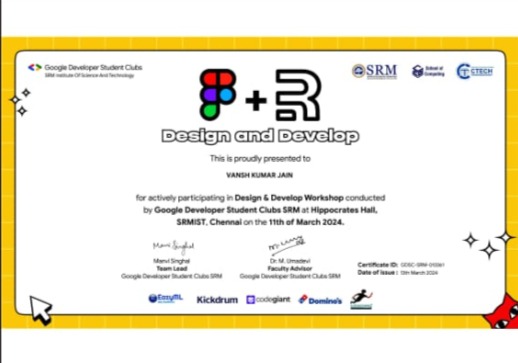 Google Developer Student Clubs
SRM Institute Of Science And Technology
SRM
School of
Computing
CTECH
+
Design and Develop
This is proudly presented to
VANSH KUMAR JAIN
for actively participating in Design & Develop Workshop conducted
by Google Developer Student Clubs SRM at Hippocrates Hall,
SRMIST, Chennai on the 11th of March 2024.
Manvi Singhal
Manvi Singhal
Team Lead
Google Developer Student Clubs SRM
Dr. M. Umadevi
Faculty Advisor
Google Developer Student Clubs SRM
Certificate ID: GDSC-SRM-010361
Date of issue : 13th March 2024
EazyML
Kickdrum
codegiant
Domino's